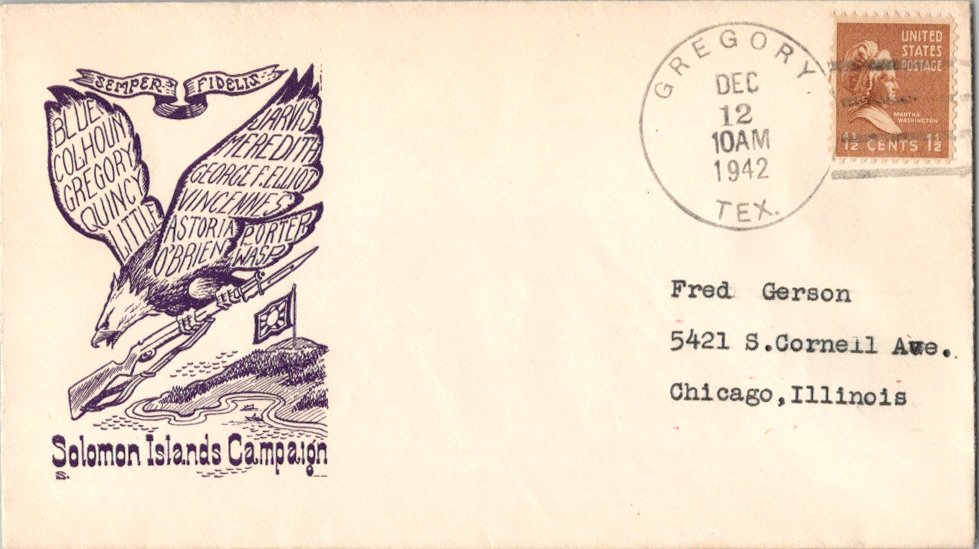 SEMPER FIDELIS
BLUE
COLHOUN
GREGORY
QUINCY
LITTLE
JARVIS
MEREDITH
GEORGE F. ELLIOT
VINCENNES
ASTORIA
O'BRIEN
PORTER
WASP
Solomon Islands Campaign
S.
GREGORY
DEC
12
10AM
1942
TEX.
UNITED
STATES
POSTAGE
MARTHA
WASHINGTON
1½ CENTS 1½
Fred Gerson
5421 S.Cornell Ave.
Chicago,Illinois